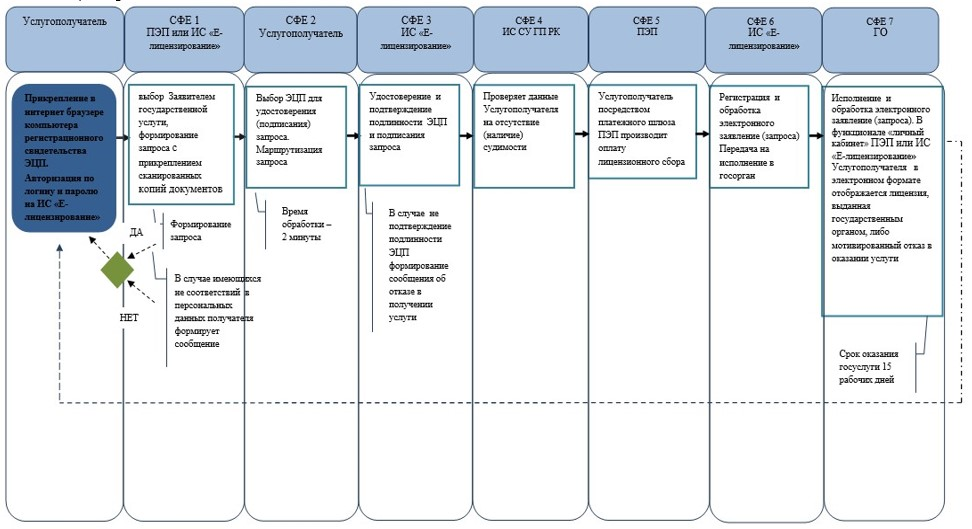 Услугополучатель
СФЕ 1
ПЭП или ИС «Е-
лицензирование»
СФЕ 2
Услугополучатель
СФЕ 3
ИС «Е-
лицензирование»
СФЕ 4
ИС СУ ГП РК
СФЕ 5
ПЭП
СФЕ 6
ИС «Е-
лицензирование»
СФЕ 7
ГО
Прикрепление в
интернет браузере
компьютера
регистрационного
свидетельства
ЭЦП.
Авторизация по
логину и паролю
на ИС «Е-
лицензирование»
выбор Заявителем
государственной
услуги,
формирование
запроса с
прикреплением
сканированных
копий документов
Выбор ЭЦП для
удостоверения
(подписания)
запроса.
Маршрутизация
запроса
Удостоверение и
подтверждение
подлинности ЭЦП
и подписания
запроса
Проверяет данные
Услугополучателя
на отсутствие
(наличие)
судимости
Услугополучатель
посредством
платежного шлюза
ПЭП производит
оплату
лицензионного сбора
Регистрация и
обработка
электронного
заявление (запроса)
Передача на
исполнение в
госорган
Исполнение и
обработка электронного
заявление (запроса). В
функционале «личный
кабинет» ПЭП или ИС
«Е-лицензирование»
Услугополучателя в
электронном формате
отображается лицензия,
выданная
государственным
органом, либо
мотивированный отказ в
оказании услуги
ДА
Формирование
запроса
НЕТ
В случае имеющихся
не соответствий в
персональных
данных получателя
формирует
сообщение
Время
обработки –
2 минуты
В случае не
подтверждение
подлинности
ЭЦП
формирование
сообщения об
отказе в
получении
услуги
Срок оказания
госуслуги 15
рабочих дней